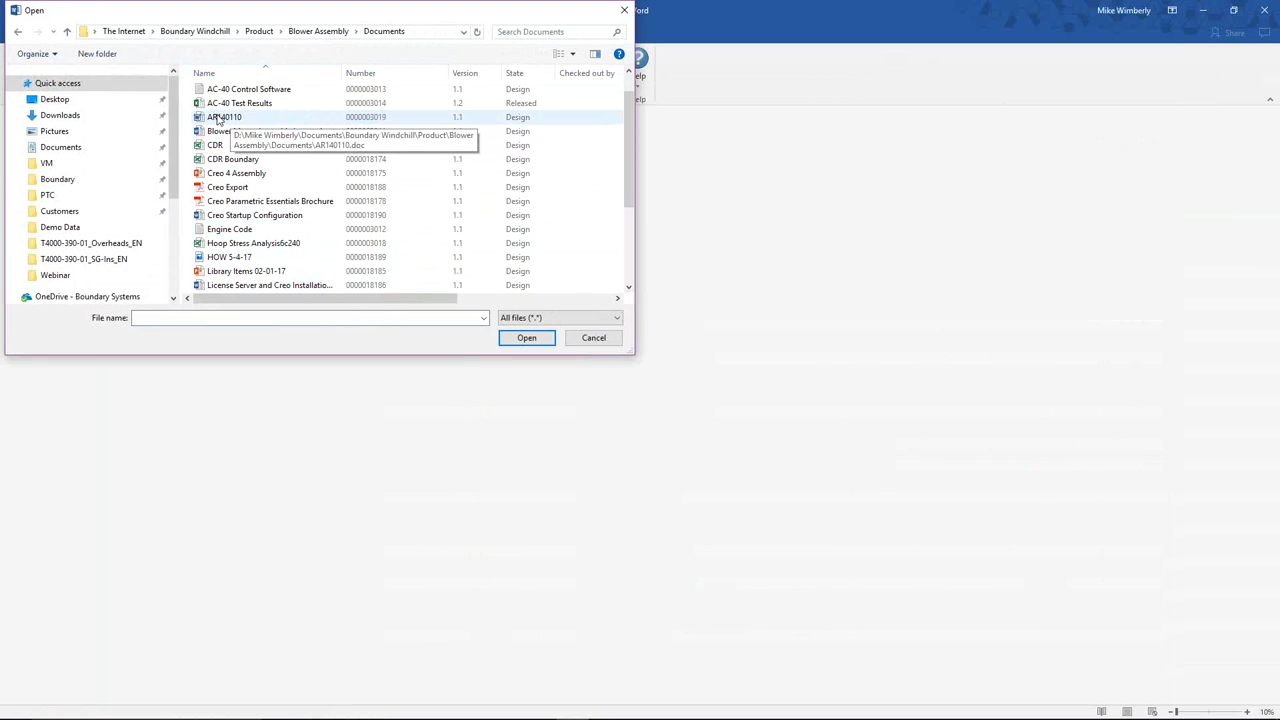 Open
ord
Mike Wimberly
The Internet Boundary Windchill Product Blower Assembly Documents
Search Documents
Share
Organize New folder
elp
elp
Name Number Version State Checked out by
Quick access
Desktop
Downloads
Pictures
Documents
VM
Boundary
PTC
Customers
Demo Data
T4000-390-01_Overheads_EN
T4000-390-01_SG-Ins_EN
Webinar
OneDrive - Boundary Systems
AC-40 Control Software 0000003013 1.1 Design
AC-40 Test Results 0000003014 1.2 Released
AR140110 0000003019 1.1 Design
Blower
D:\Mike Wimberly\Documents\Boundary Windchill\Product\Blower
Assembly\Documents\AR140110.doc
Design
CDR Design
CDR Boundary 0000018174 1.1 Design
Creo 4 Assembly 0000018175 1.1 Design
Creo Export 0000018188 1.1 Design
Creo Parametric Essentials Brochure 0000018178 1.1 Design
Creo Startup Configuration 0000018190 1.1 Design
Engine Code 0000003012 1.1 Design
Hoop Stress Analysis6c240 0000003018 1.1 Design
HOW 5-4-17 0000018189 1.1 Design
Library Items 02-01-17 0000018185 1.1 Design
License Server and Creo Installatio... 0000018186 1.1 Design
File name: All files (*.*)
Open Cancel
10%